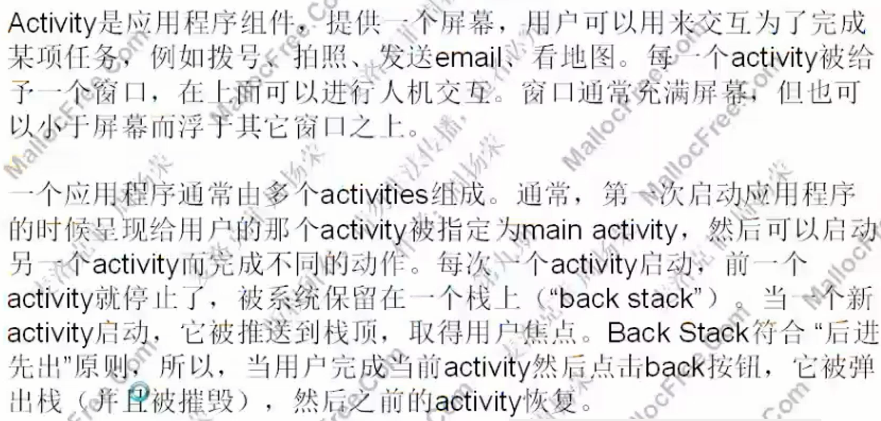 Activity是应用程序组件，提供一个屏幕，用户可以用来交互为了完成
某项任务，例如拨号、拍照、发送email、看地图。每一个activity被给
予一个窗口，在上面可以进行人机交互。窗口通常充满屏幕，但也可
以小于屏幕而浮于其它窗口之上。
一个应用程序通常由多个activities组成。通常，第一次启动应用程序
的时候呈现给用户的那个activity被指定为main activity，然后可以启动
另一个activity而完成不同的动作。每次一个activity启动，前一个
activity就停止了，被系统保留在一个栈上（“back stack”）。当一个新
activity启动，它被推送到栈顶，取得用户焦点。Back Stack符合 “后进
先出”原则，所以，当用户完成当前activity然后点击back按钮，它被弹
出栈（并且被摧毁），然后之前的activity恢复。
MallocFree.Com